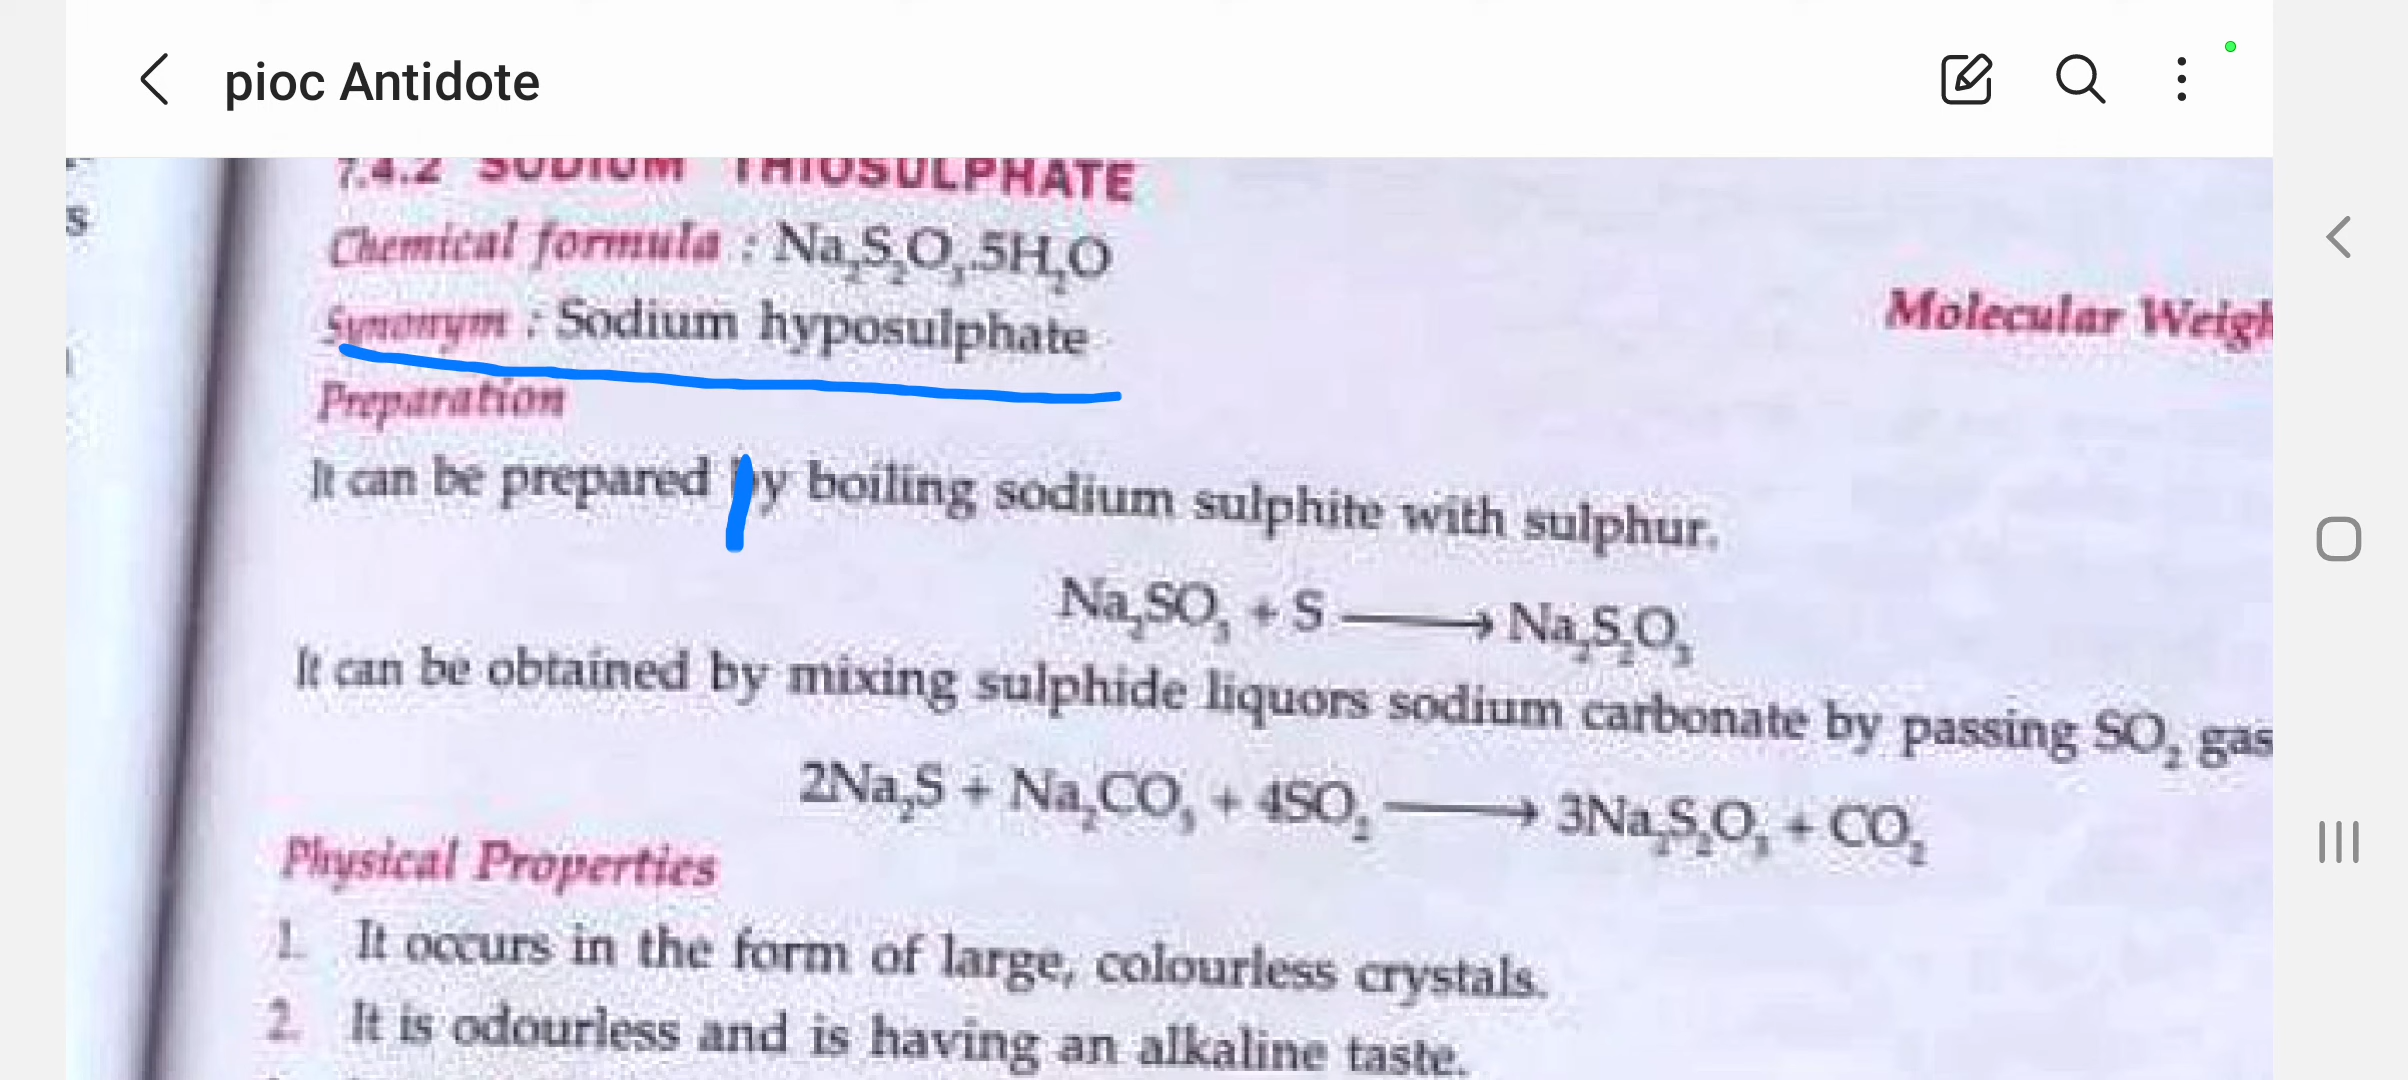 pioc Antidote
7.4.2 SODIUM THIOSULPHATE
Chemical formula : Na₂S₂O₃.5H₂O
Synonym : Sodium hyposulphate
Molecular Weigh
Preparation
It can be prepared by boiling sodium sulphite with sulphur.
Na₂SO₃ + S ⟶ Na₂S₂O₃
It can be obtained by mixing sulphide liquors sodium carbonate by passing SO₂ gas
2Na₂S + Na₂CO₃ + 4SO₂ ⟶ 3Na₂S₂O₃ + CO₂
Physical Properties
1. It occurs in the form of large, colourless crystals.
2. It is odourless and is having an alkaline taste.